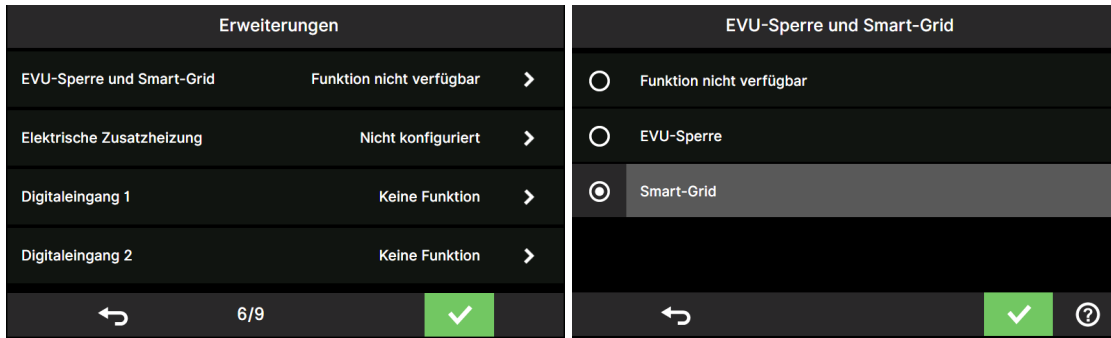 Erweiterungen
EVU-Sperre und Smart-Grid Funktion nicht verfügbar
Elektrische Zusatzheizung Nicht konfiguriert
Digitaleingang 1 Keine Funktion
Digitaleingang 2 Keine Funktion
6/9
EVU-Sperre und Smart-Grid
Funktion nicht verfügbar
EVU-Sperre
Smart-Grid
?